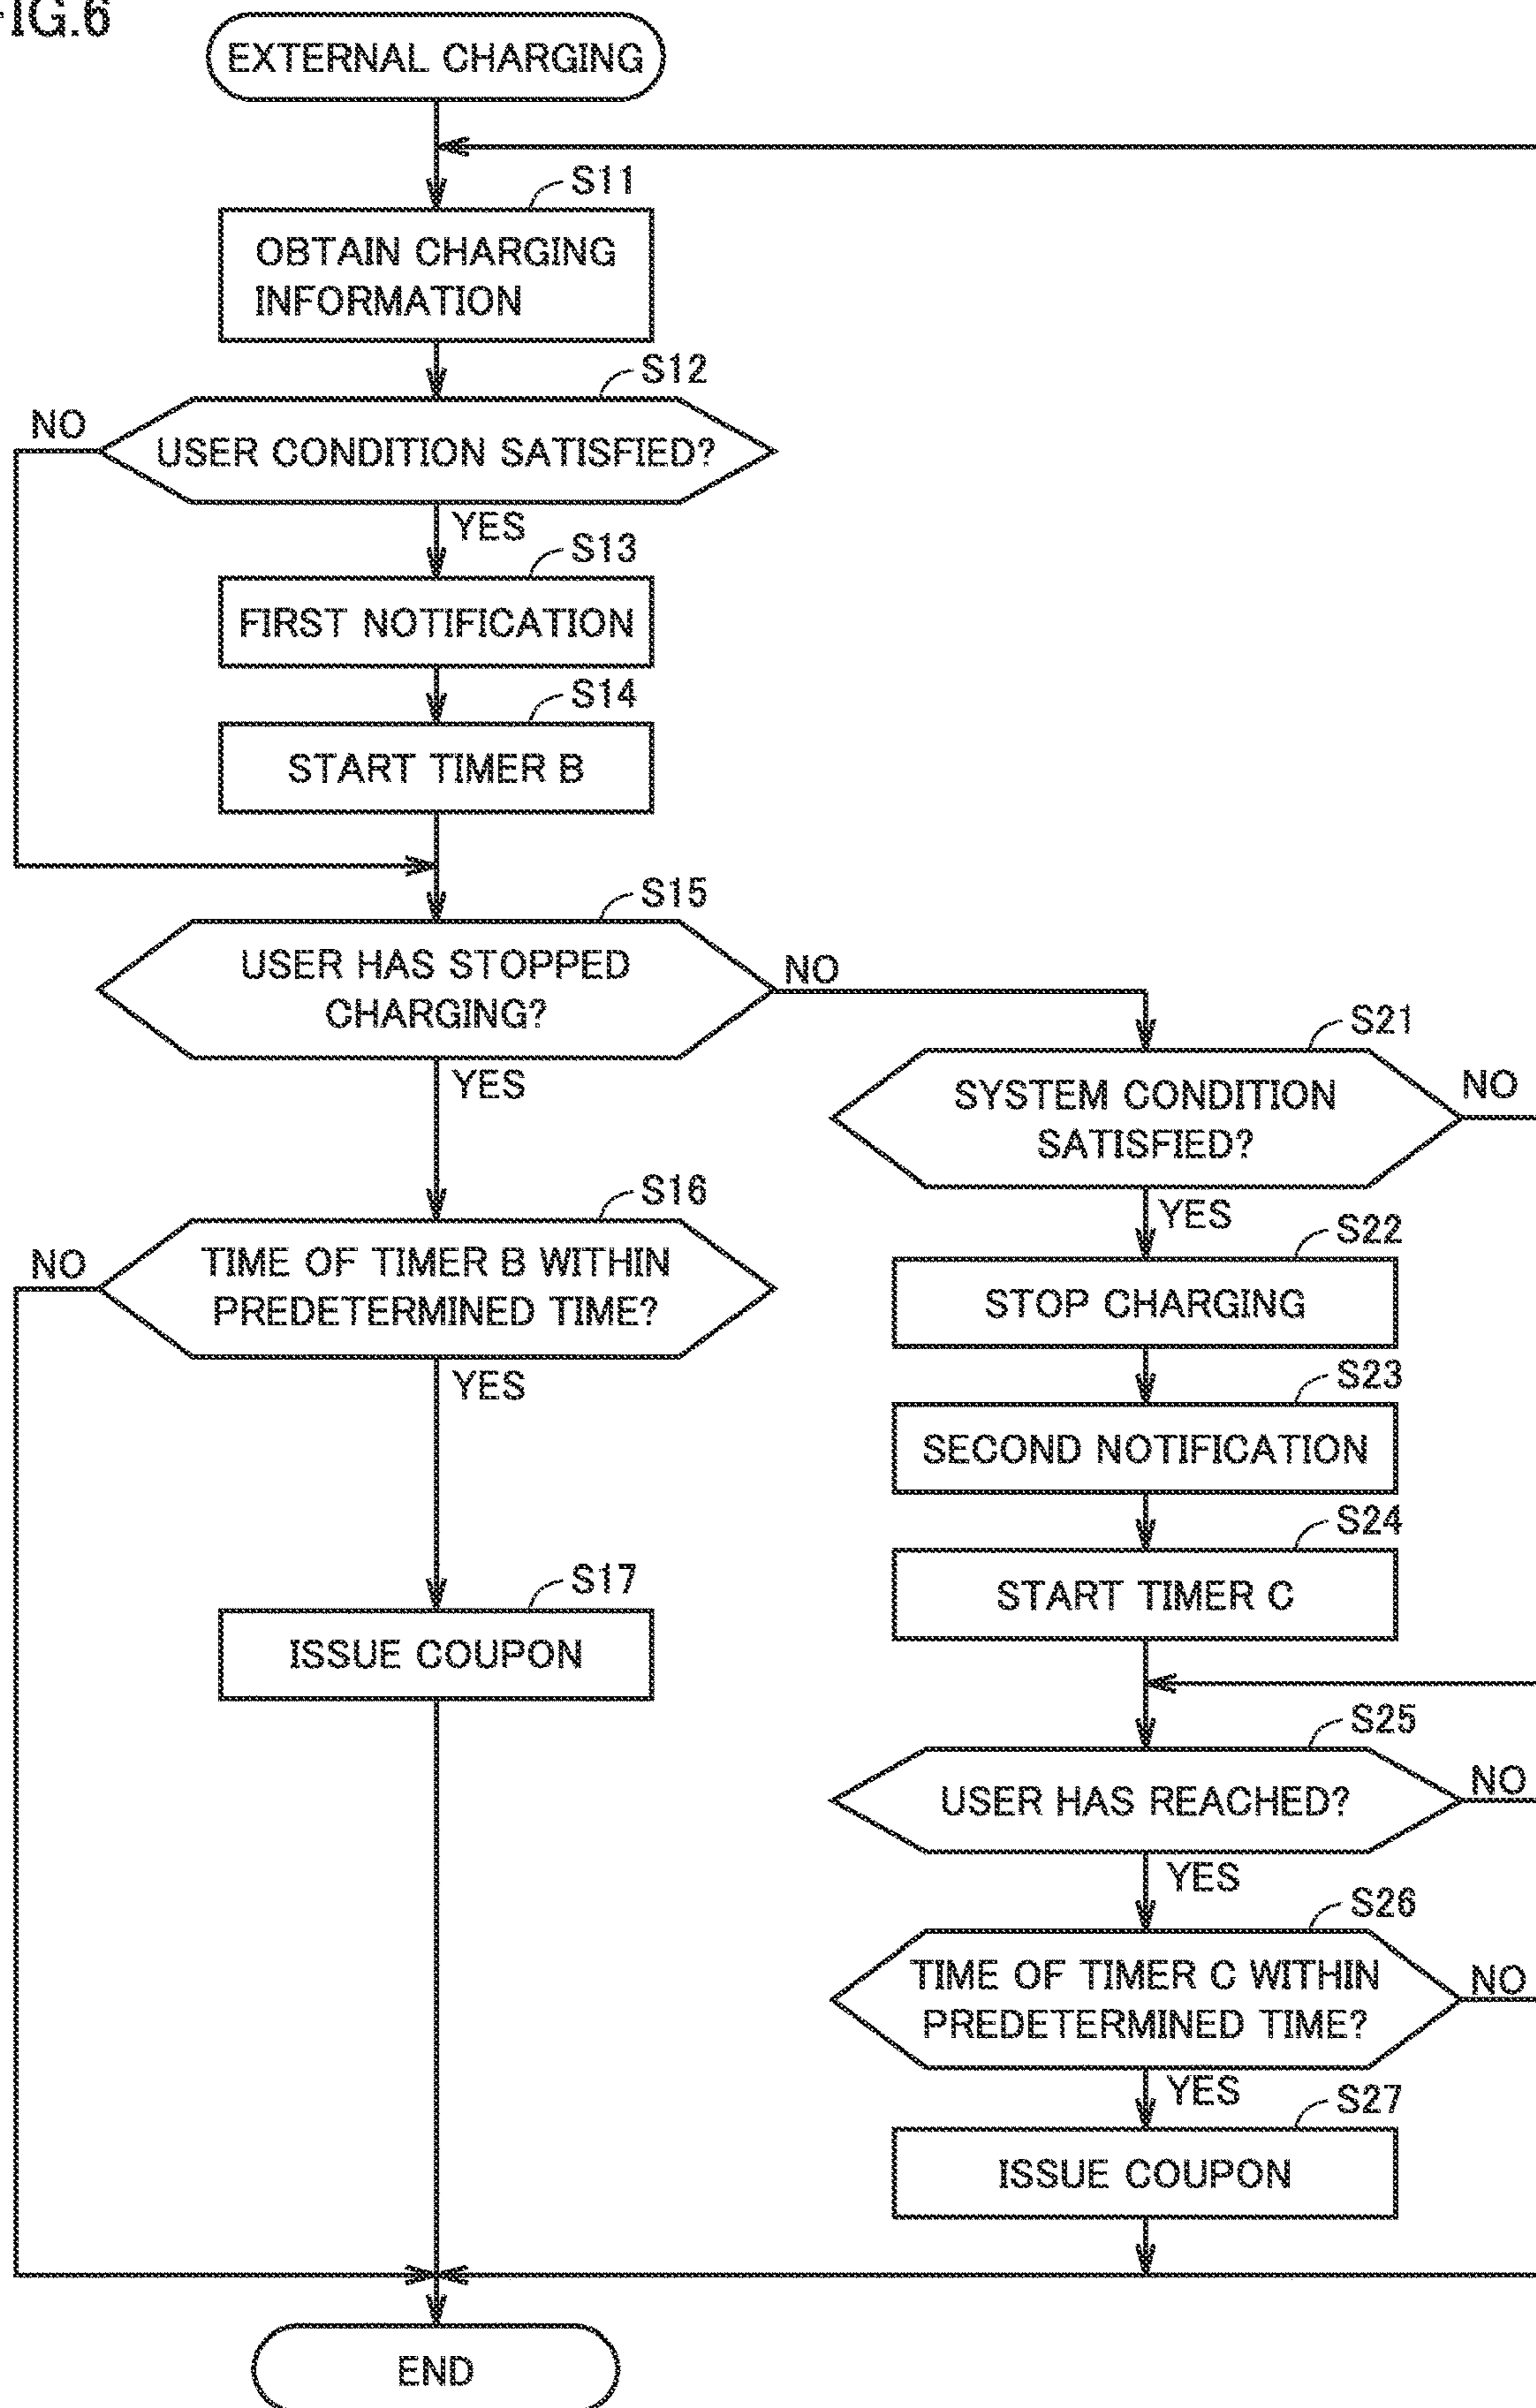 FIG.6
EXTERNAL CHARGING
S11
OBTAIN CHARGING
INFORMATION
S12
NO
USER CONDITION SATISFIED?
YES
S13
FIRST NOTIFICATION
S14
START TIMER B
S15
USER HAS STOPPED
CHARGING?
NO
YES
S16
NO
TIME OF TIMER B WITHIN
PREDETERMINED TIME?
YES
S17
ISSUE COUPON
S21
SYSTEM CONDITION
SATISFIED?
NO
YES
S22
STOP CHARGING
S23
SECOND NOTIFICATION
S24
START TIMER C
S25
USER HAS REACHED?
NO
YES
S26
TIME OF TIMER C WITHIN
PREDETERMINED TIME?
NO
YES
S27
ISSUE COUPON
END